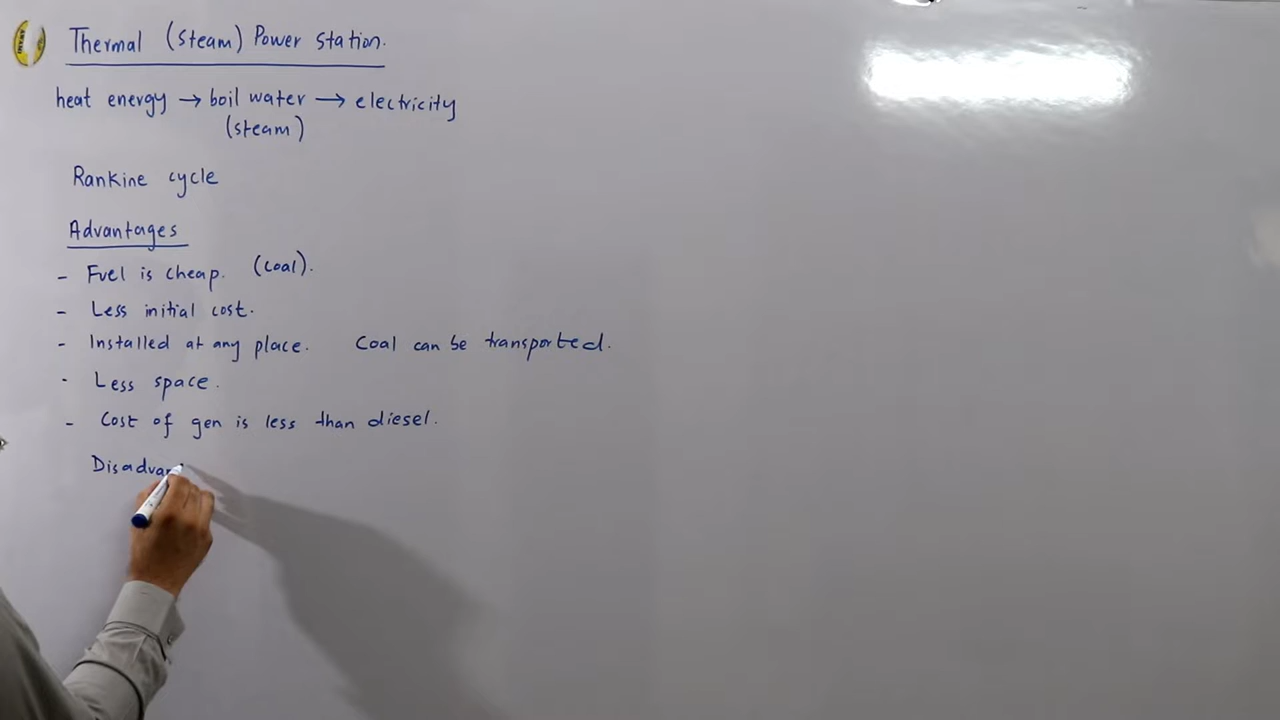 Thermal (Steam) Power Station.
heat energy → boil water → electricity
(steam)
Rankine cycle
Advantages
- Fuel is cheap. (coal).
- Less initial cost.
- Installed at any place. Coal can be transported.
- Less space.
- Cost of gen is less than diesel.
Disadvan